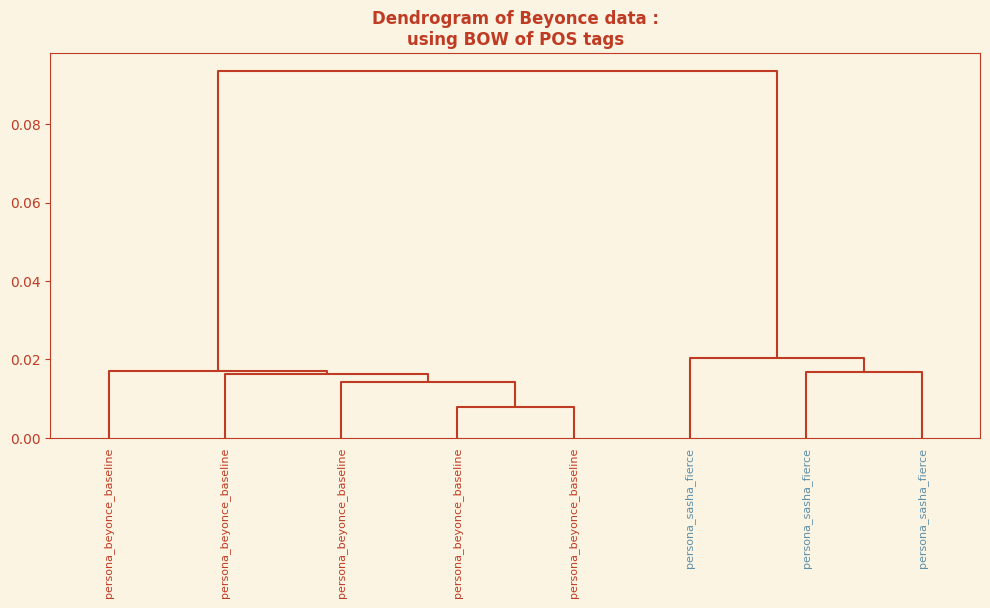 Dendrogram of Beyonce data :
using BOW of POS tags
0.08
0.06
0.04
0.02
0.00
persona_beyonce_baseline
persona_beyonce_baseline
persona_beyonce_baseline
persona_beyonce_baseline
persona_beyonce_baseline
persona_sasha_fierce
persona_sasha_fierce
persona_sasha_fierce